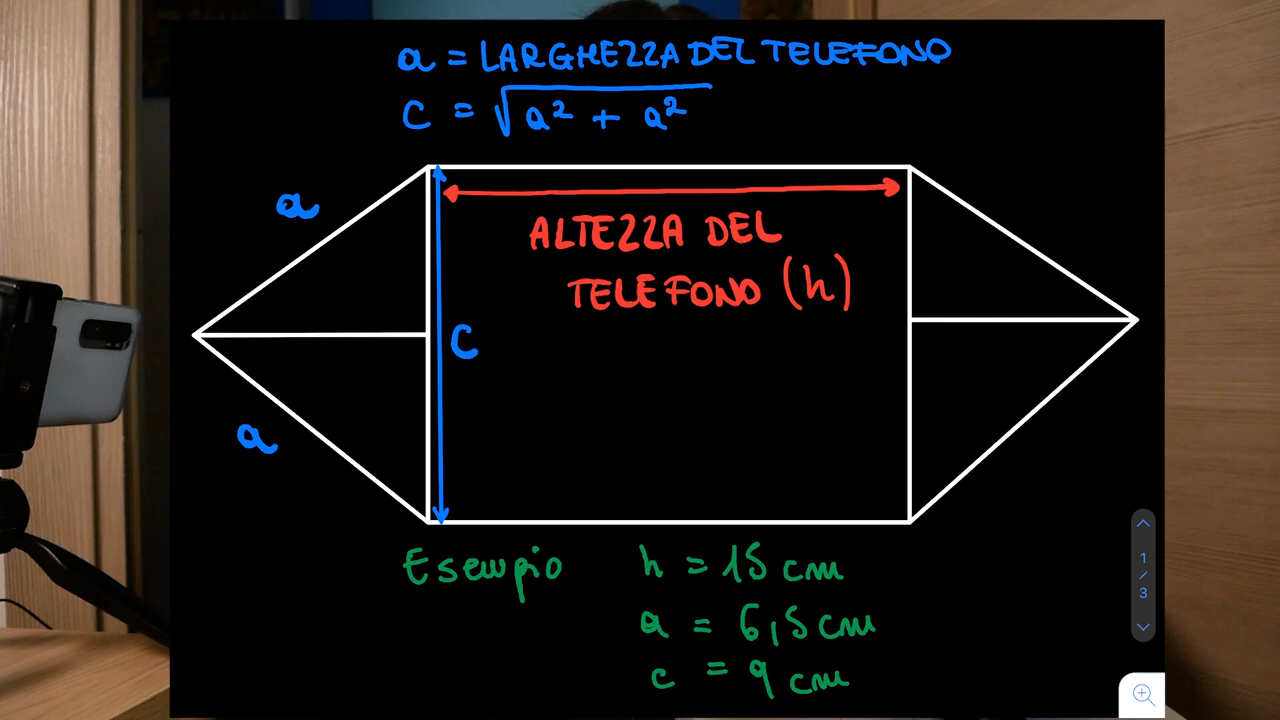 a = LARGHEZZA DEL TELEFONO
c = √a² + a²
a
ALTEZZA DEL
TELEFONO (h)
c
a
Esempio h = 15 cm
a = 6,5 cm
c = 9 cm
1
/
3